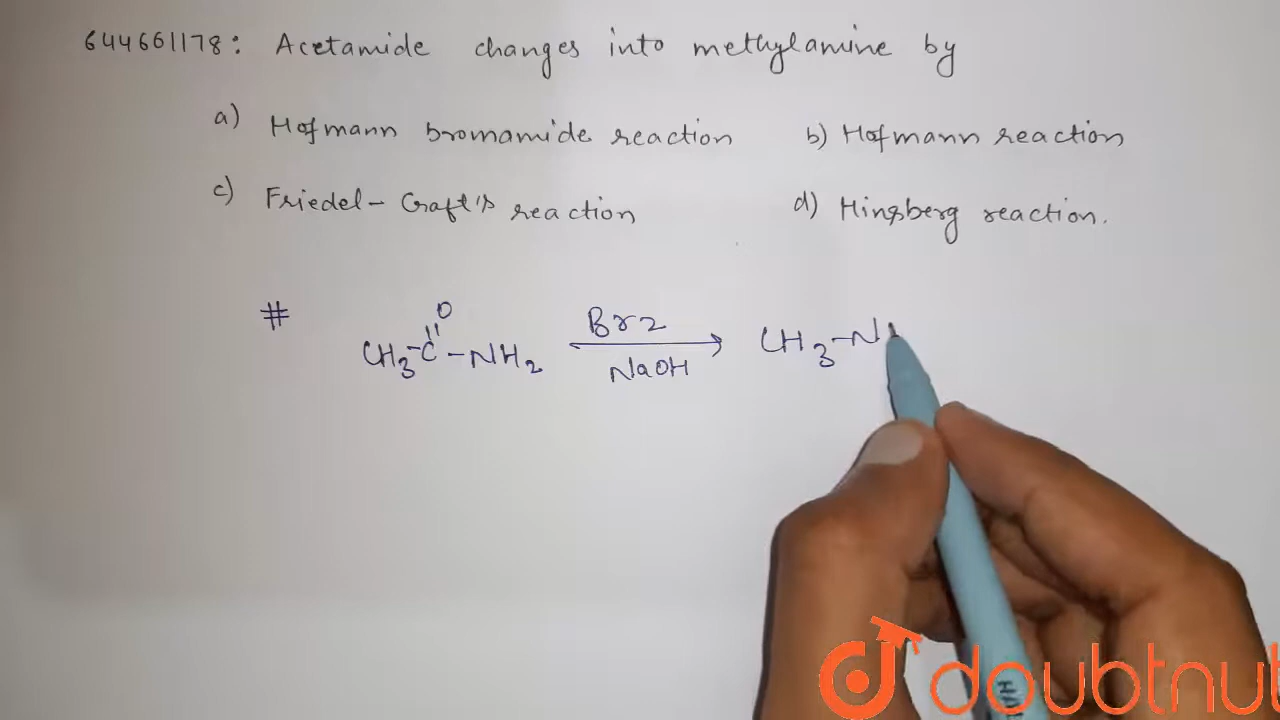 644661178: Acetamide changes into methylamine by
a) Hofmann bromamide reaction b) Hofmann reaction
c) Friedel-Craft's reaction d) Hinsberg reaction.
# O
CH3-C-NH2 Br2 NaOH CH3-N
doubtnut